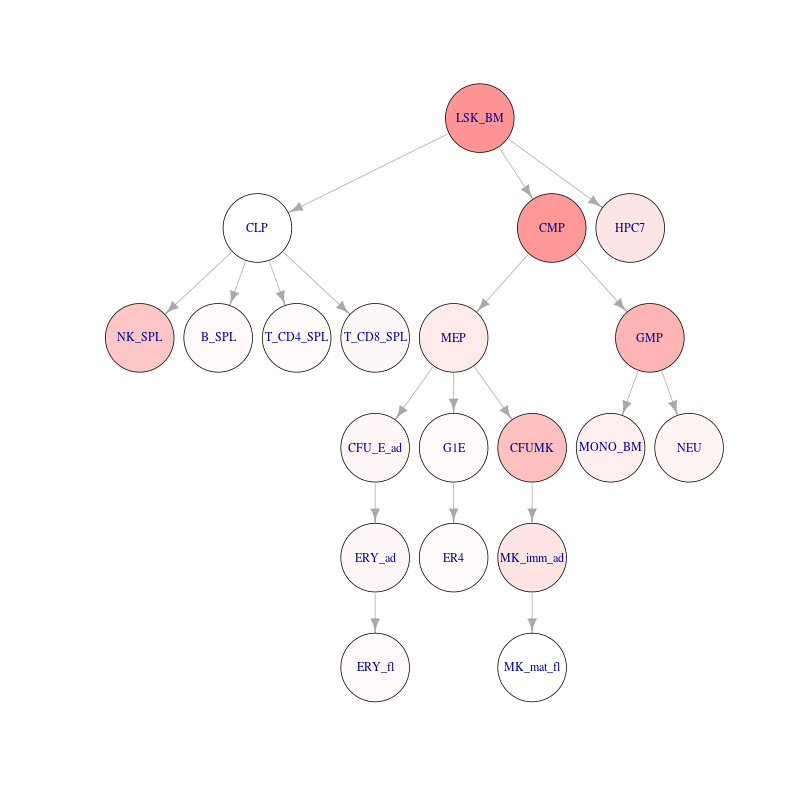 LSK_BM
CLP
CMP
HPC7
NK_SPL
B_SPL
T_CD4_SPL
T_CD8_SPL
MEP
GMP
CFU_E_ad
G1E
CFUMK
MONO_BM
NEU
ERY_ad
ER4
MK_imm_ad
ERY_fl
MK_mat_fl